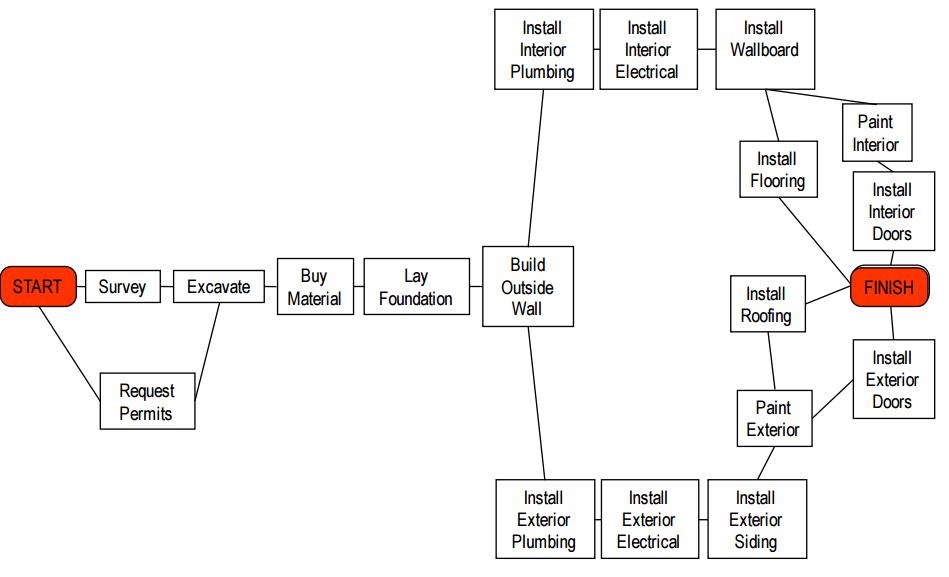 Install
Interior
Plumbing
Install
Interior
Electrical
Install
Wallboard
Paint
Interior
Install
Flooring
Install
Interior
Doors
START
Survey
Excavate
Buy
Material
Lay
Foundation
Build
Outside
Wall
Install
Roofing
FINISH
Request
Permits
Install
Exterior
Doors
Paint
Exterior
Install
Exterior
Plumbing
Install
Exterior
Electrical
Install
Exterior
Siding